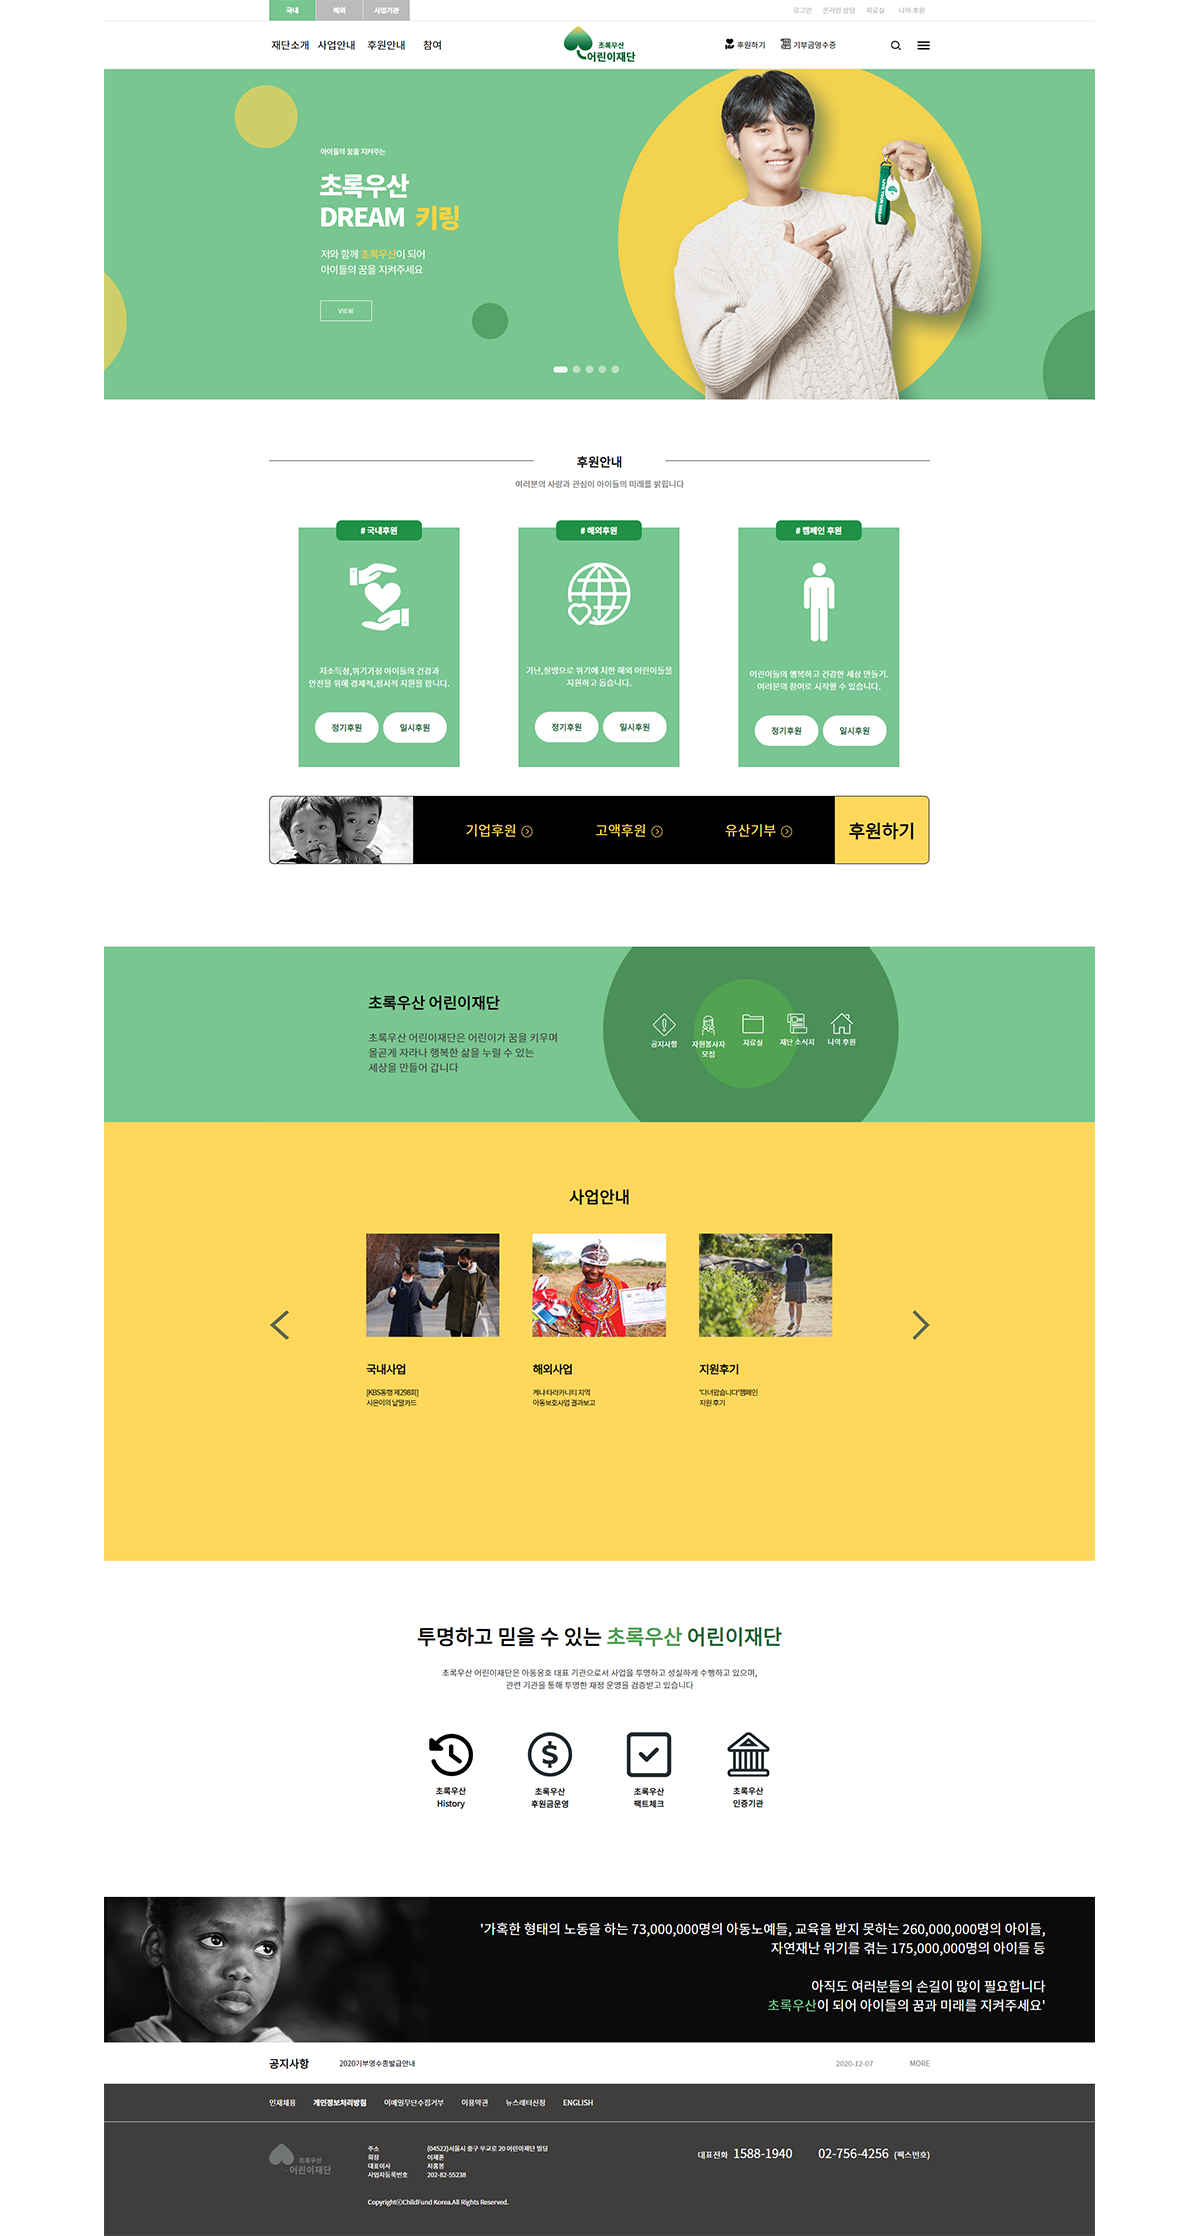 국내 해외 사업기관 로그인 온라인 상담 자료실 나의 후원
재단소개 사업안내 후원안내 참여 초록우산 어린이재단 후원하기 기부금영수증
아이들의 꿈을 지켜주는
초록우산
DREAM 키링
저와 함께 초록우산이 되어
아이들의 꿈을 지켜주세요
VIEW
후원안내
여러분의 사랑과 관심이 아이들의 미래를 밝힙니다
# 국내후원
저소득층,위기가정 아이들의 건강과
안전을 위해 경제적,정서적 지원을 합니다.
정기후원 일시후원
# 해외후원
가난,질병으로 위기에 처한 해외 어린이들을
지원하고 돕습니다.
정기후원 일시후원
# 캠페인 후원
어린이들의 행복하고 건강한 세상 만들기.
여러분의 참여로 시작할 수 있습니다.
정기후원 일시후원
기업후원 고액후원 유산기부 후원하기
초록우산 어린이재단
초록우산 어린이재단은 어린이가 꿈을 키우며
올곧게 자라나 행복한 삶을 누릴 수 있는
세상을 만들어 갑니다
공지사항
자원봉사자
모집
자료실
재단 소식지
나의 후원
사업안내
국내사업
[KBS동행 제298회]
시은이의 낱말카드
해외사업
케냐 타라카니티 지역
아동보호사업 결과보고
지원후기
'다녀왔습니다'캠페인
지원 후기
투명하고 믿을 수 있는 초록우산 어린이재단
초록우산 어린이재단은 아동옹호 대표 기관으로서 사업을 투명하고 성실하게 수행하고 있으며,
관련 기관을 통해 투명한 재정 운영을 검증받고 있습니다
초록우산
History
초록우산
후원금운영
초록우산
팩트체크
초록우산
인증기관
'가혹한 형태의 노동을 하는 73,000,000명의 아동노예들, 교육을 받지 못하는 260,000,000명의 아이들,
자연재난 위기를 겪는 175,000,000명의 아이들 등
아직도 여러분들의 손길이 많이 필요합니다
초록우산이 되어 아이들의 꿈과 미래를 지켜주세요'
공지사항 2020기부영수증발급안내 2020-12-07 MORE
인재채용 개인정보처리방침 이메일무단수집거부 이용약관 뉴스레터신청 ENGLISH
초록우산
어린이재단
주소 (04522)서울시 중구 무교로 20 어린이재단 빌딩
회장 이제훈
대표이사 차흥봉
사업자등록번호 202-82-55238
대표전화 1588-1940 02-756-4256 (팩스번호)
CopyrightⓒChildFund Korea.All Rights Reserved.